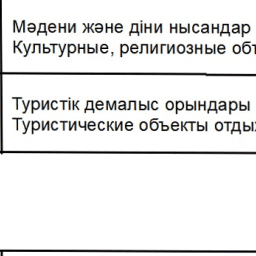 Мәдени және діни нысандар
Культурные, религиозные
Туристік демалыс орындары
Туристические объекты